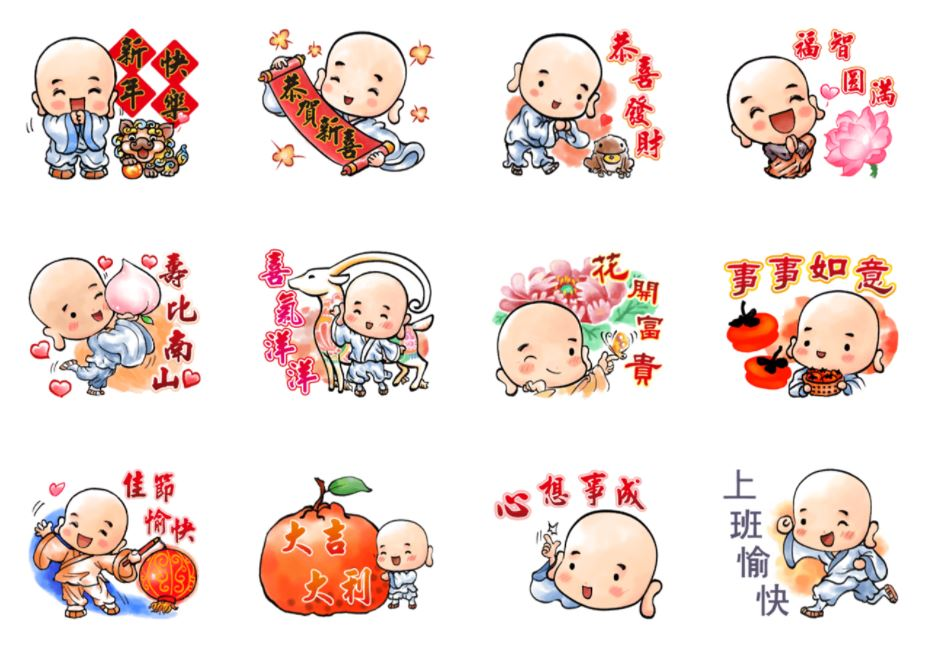 新年快樂
恭賀新喜
恭喜發財
福智圓滿
壽比南山
喜氣洋洋
花開富貴
事事如意
佳節愉快
大吉
大利
心想事成
上班愉快